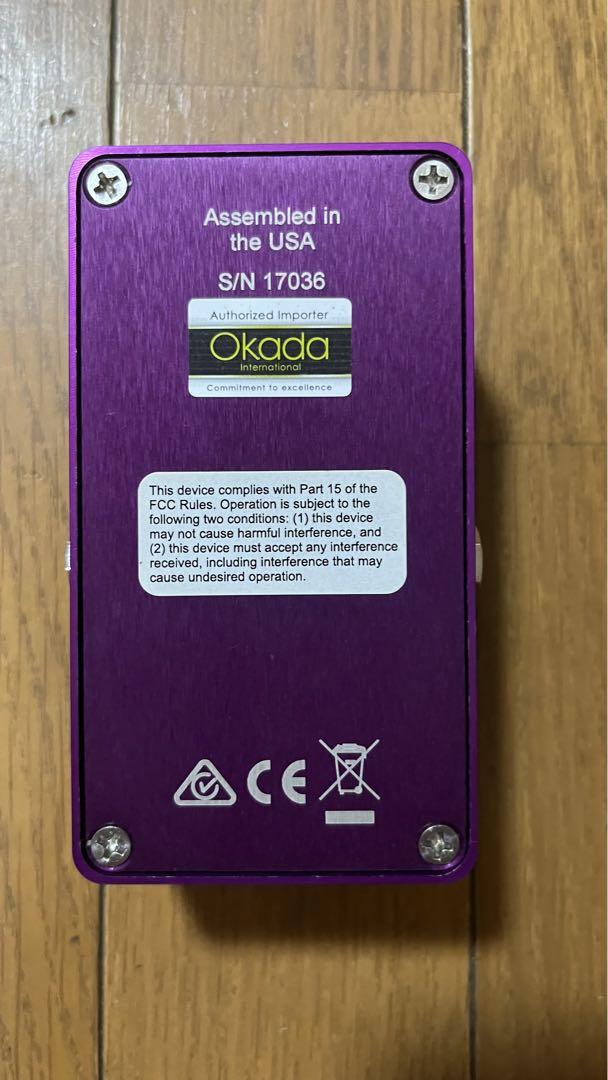 Assembled in
the USA
S/N 17036
Authorized Importer
Okada
International
Commitment to excellence
This device complies with Part 15 of the
FCC Rules. Operation is subject to the
following two conditions: (1) this device
may not cause harmful interference, and
(2) this device must accept any interference
received, including interference that may
cause undesired operation.
CE